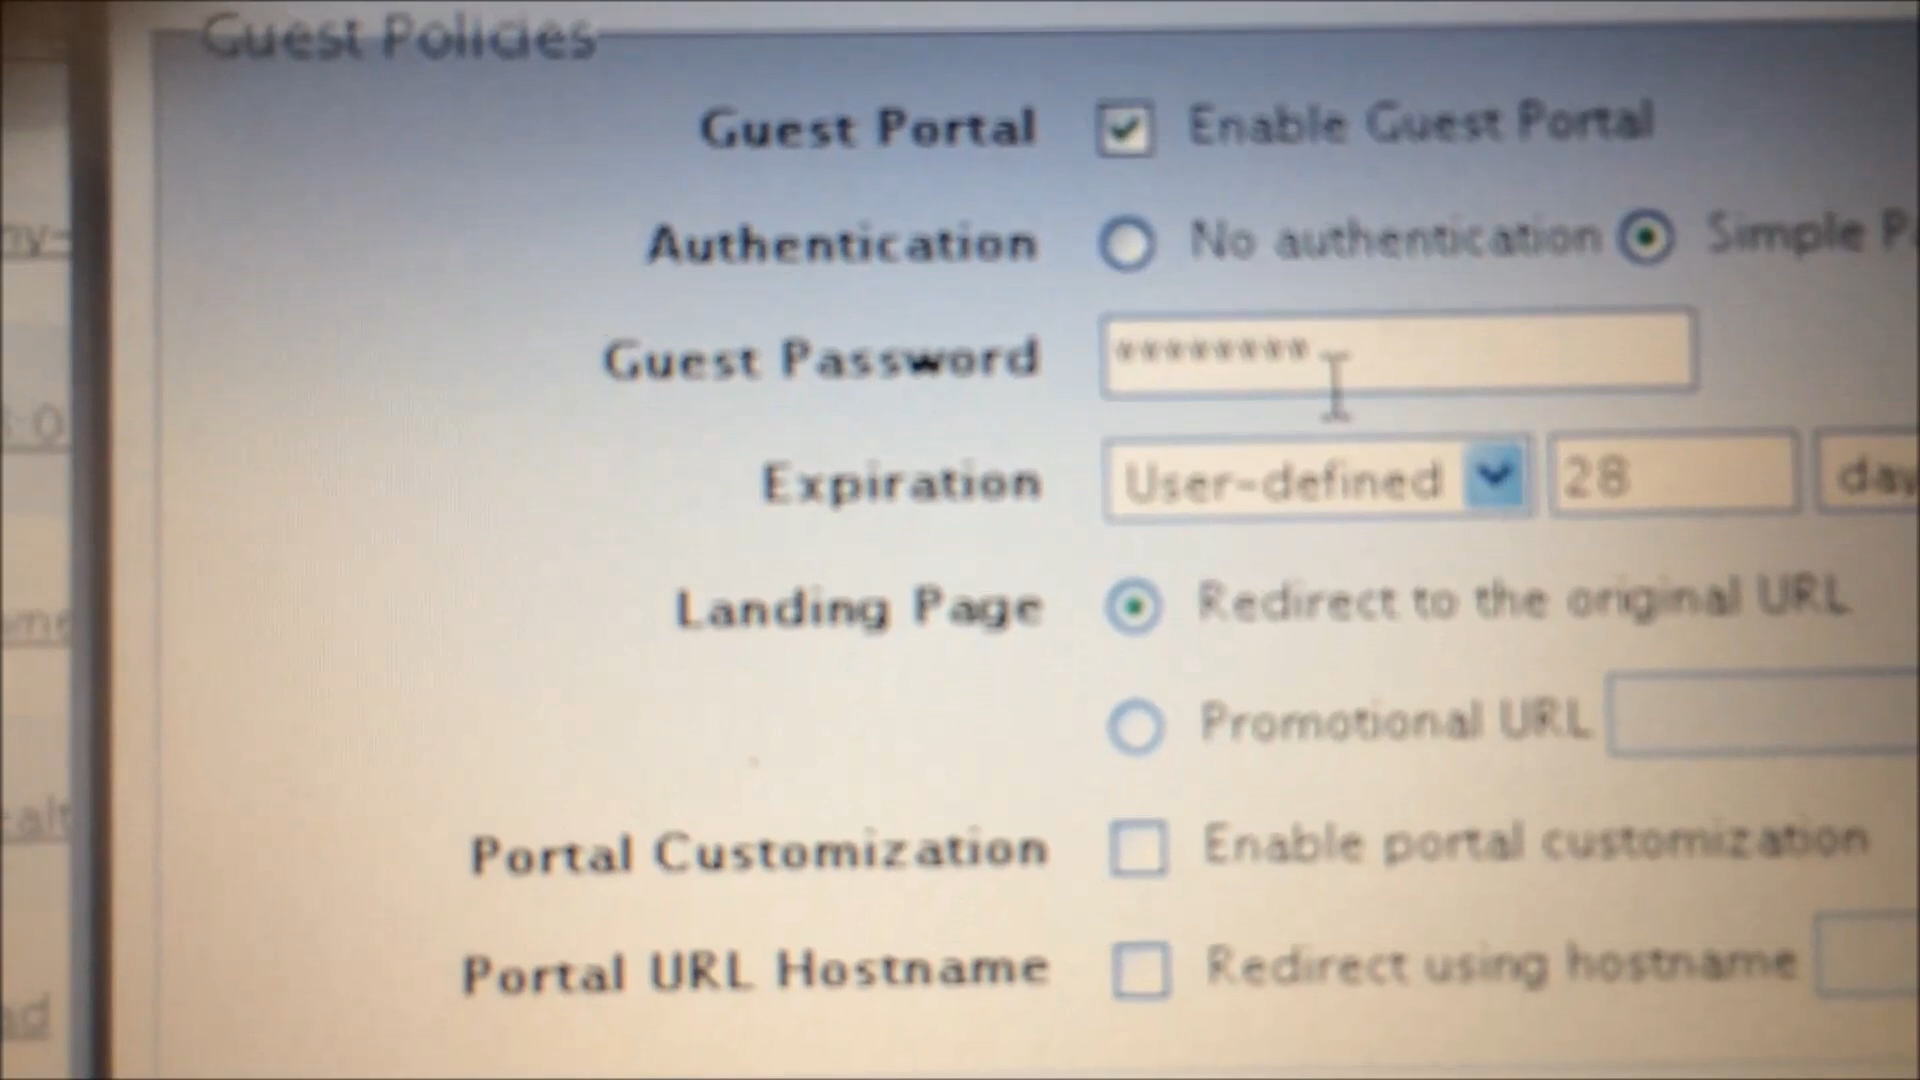 Guest Policies
Guest Portal Enable Guest Portal
Authentication No authentication Simple
Guest Password ********
Expiration User-defined 28
Landing Page Redirect to the original URL
Promotional URL
Portal Customization Enable portal customization
Portal URL Hostname Redirect using hostname